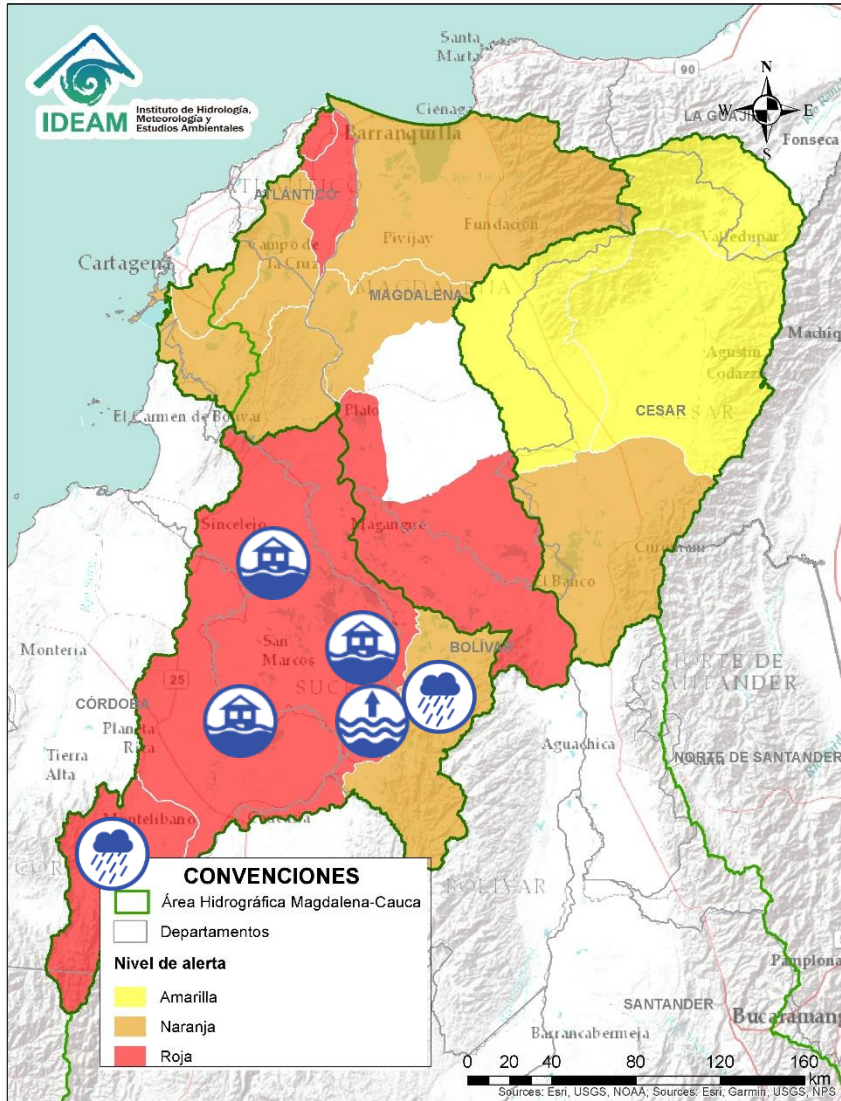 Santa
Marta
90
N
W
E
S
LA GUAJI
Fonseca
Ciénaga
IDEAM
Instituto de Hidrología,
Meteorología y
Estudios Ambientales
Barranquilla
ATLÁNTICO
Pivijay
Fundación
Valledupar
Campo de
la Cruz
Cartagena
MAGDALENA
Machiq
Agustín
Codazzi
CESAR
El Carmen de Bolívar
Plato
Sincelejo
Magangué
El Banco
Montería
San
Marcos
BOLÍVAR
25
SUC
CÓRDOBA
NORTE DE
SANTANDER
Planeta
Rica
Tierra
Alta
Aguachica
NORTE DE SANTANDER
Montelíbano
BOLÍVAR
CONVENCIONES
Área Hidrográfica Magdalena-Cauca
Departamentos
Nivel de alerta
Amarilla
Naranja
Roja
Pamplona
SANTANDER
Bucaramang
Barrancabermeja
0 20 40 80 120 160
km
Sources: Esri, USGS, NOAA; Sources: Esri, Garmin, USGS, NPS